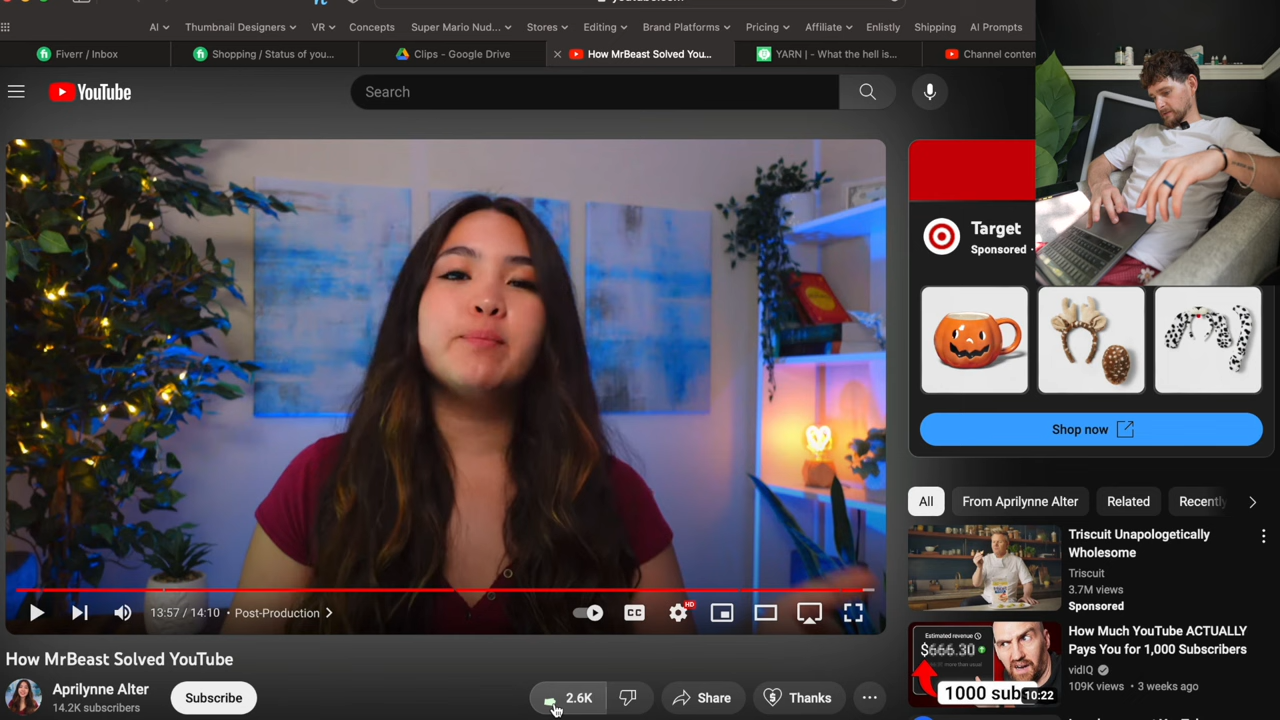 AI
Thumbnail Designers
VR
Concepts
Super Mario Nud...
Stores
Editing
Brand Platforms
Pricing
Affiliate
Enlistly
Shipping
AI Prompts
Fiverr / Inbox
Shopping / Status of you...
Clips - Google Drive
How MrBeast Solved You...
YARN | - What the hell is...
Channel conten
YouTube
Search
Target
Sponsored ·
Shop now
13:57 / 14:10 • Post-Production
CC
HD
How MrBeast Solved YouTube
Aprilynne Alter
14.2K subscribers
Subscribe
2.6K
Share
Thanks
All
From Aprilynne Alter
Related
Recently
Triscuit Unapologetically
Wholesome
Triscuit
3.7M views
Sponsored
Estimated revenue
$666.30
1000 sub
10:22
How Much YouTube ACTUALLY
Pays You for 1,000 Subscribers
vidIQ
109K views • 3 weeks ago